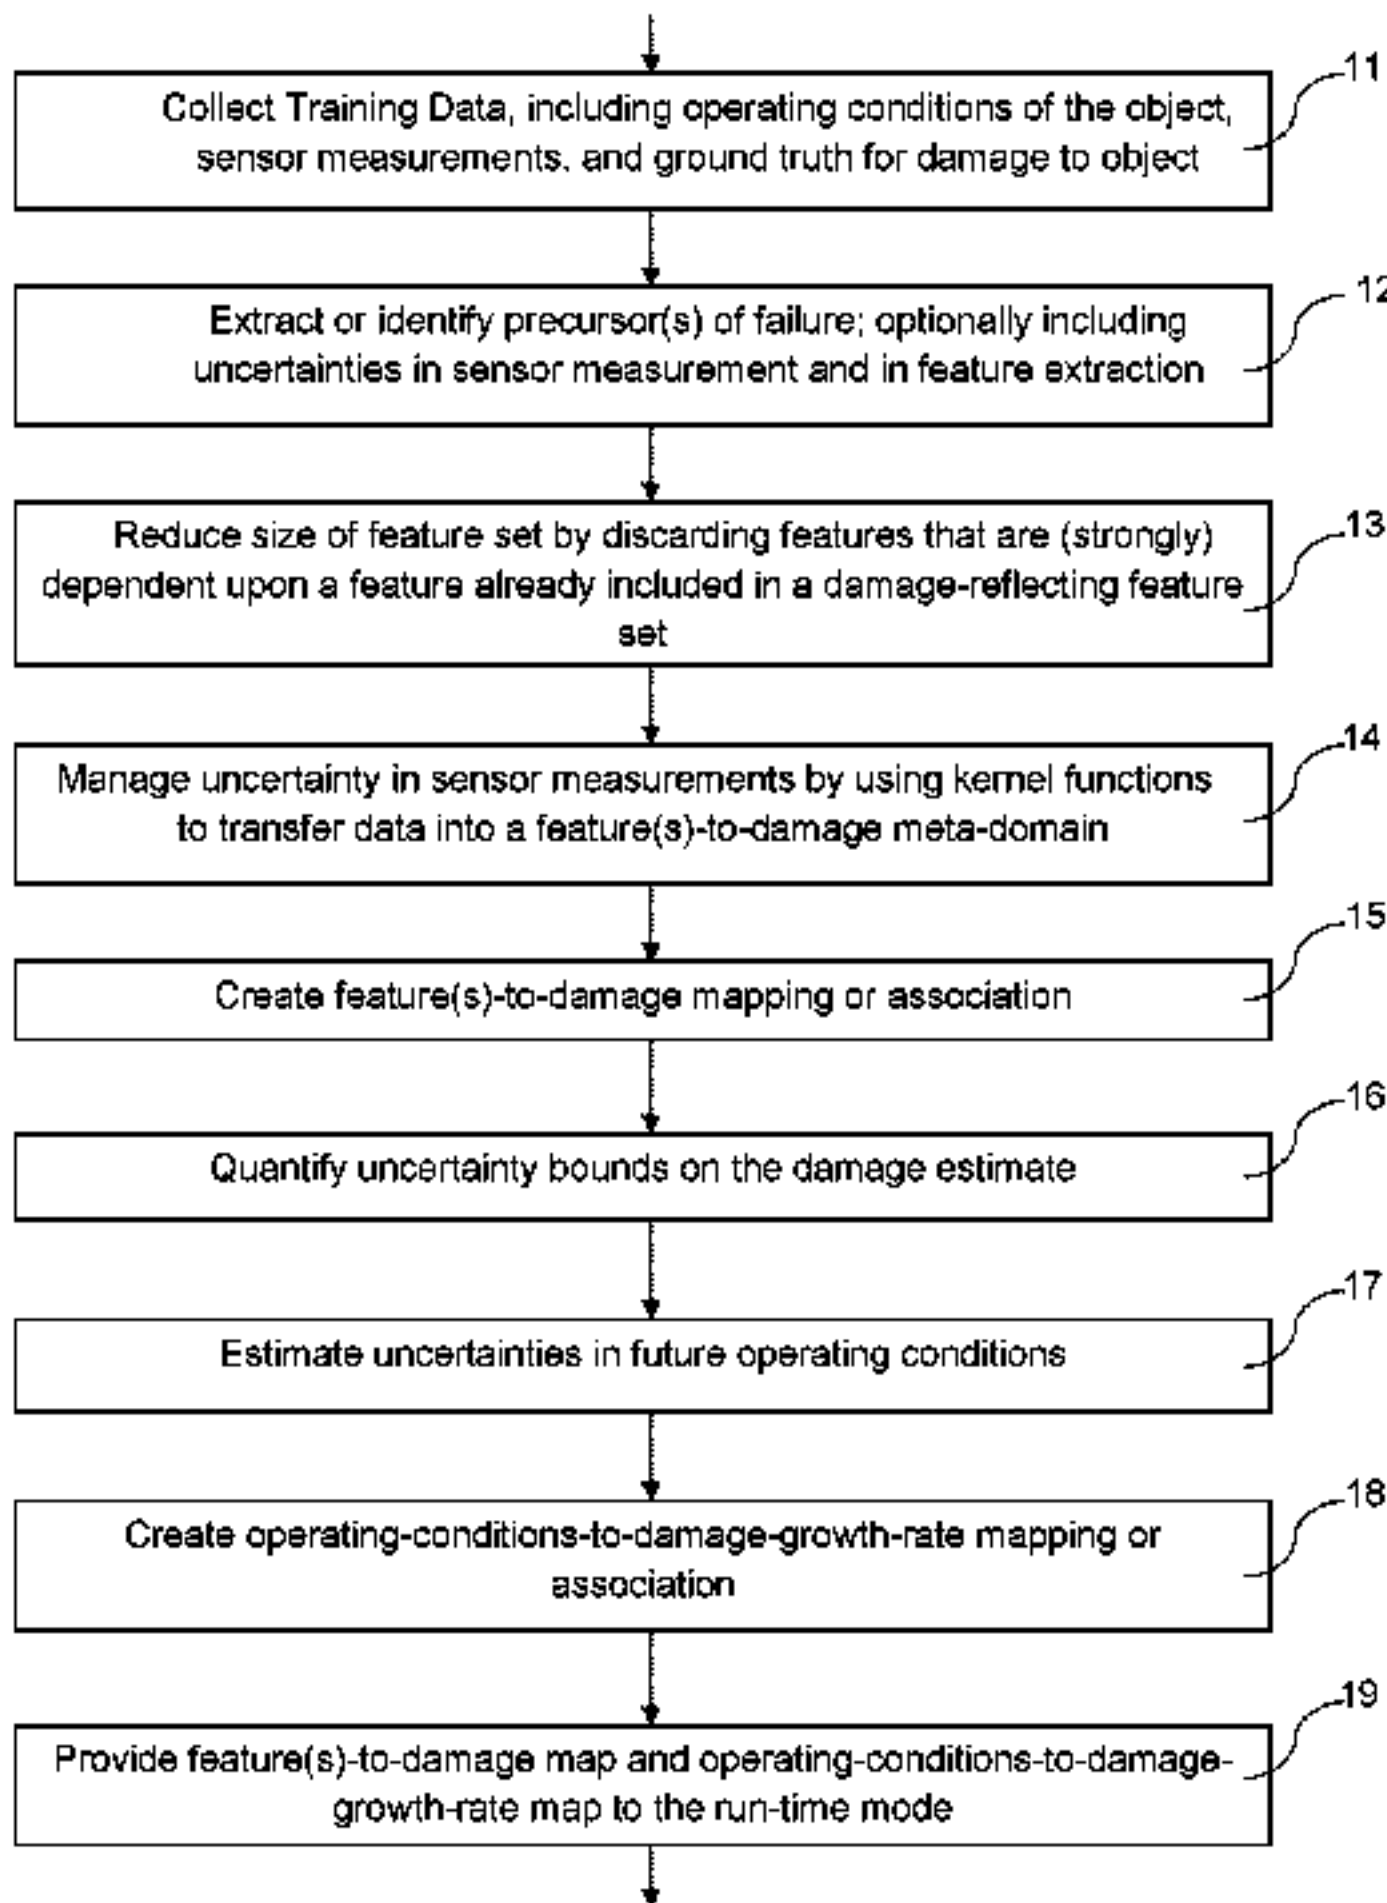 11
Collect Training Data, including operating conditions of the object,
sensor measurements, and ground truth for damage to object
12
Extract or identify precursor(s) of failure; optionally including
uncertainties in sensor measurement and in feature extraction
13
Reduce size of feature set by discarding features that are (strongly)
dependent upon a feature already included in a damage-reflecting feature
set
14
Manage uncertainty in sensor measurements by using kernel functions
to transfer data into a feature(s)-to-damage meta-domain
15
Create feature(s)-to-damage mapping or association
16
Quantify uncertainty bounds on the damage estimate
17
Estimate uncertainties in future operating conditions
18
Create operating-conditions-to-damage-growth-rate mapping or
association
19
Provide feature(s)-to-damage map and operating-conditions-to-damage-
growth-rate map to the run-time mode